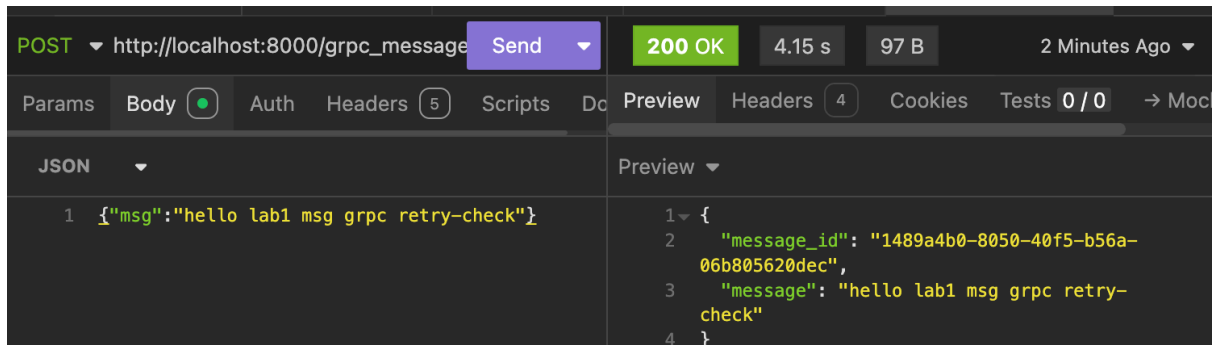 POST http://localhost:8000/grpc_message Send
200 OK 4.15 s 97 B 2 Minutes Ago
Params Body Auth Headers 5 Scripts Do
Preview Headers 4 Cookies Tests 0 / 0 → Moc
JSON
Preview
1 {"msg":"hello lab1 msg grpc retry-check"}
1 {
2 "message_id": "1489a4b0-8050-40f5-b56a-
06b805620dec",
3 "message": "hello lab1 msg grpc retry-
check"
4 }